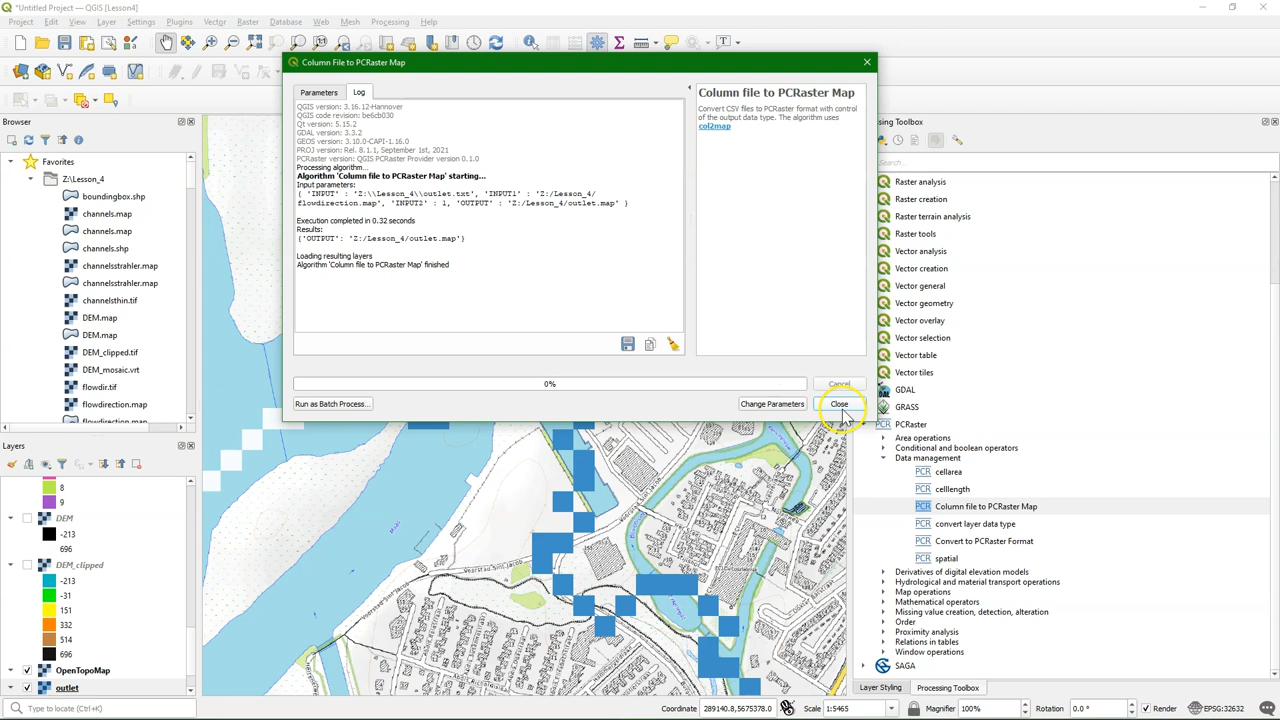 *Untitled Project — QGIS [Lesson4]
Project Edit View Layer Settings Plugins Vector Raster Database Web Mesh Processing Help
Column File to PCRaster Map
Parameters Log
QGIS version: 3.16.12-Hannover
QGIS code revision: be6cb030
Qt version: 5.15.2
GDAL version: 3.3.2
GEOS version: 3.10.0-CAPI-1.16.0
PROJ version: Rel. 8.1.1, September 1st, 2021
PCRaster version: QGIS PCRaster Provider version 0.1.0
Processing algorithm…
Algorithm 'Column file to PCRaster Map' starting…
Input parameters:
{ 'INPUT' : 'Z:\\Lesson_4\\outlet.txt', 'INPUT1' : 'Z:/Lesson_4/
flowdirection.map', 'INPUT2' : 1, 'OUTPUT' : 'Z:/Lesson_4/outlet.map' }
Execution completed in 0.32 seconds
Results:
{'OUTPUT': 'Z:/Lesson_4/outlet.map'}
Loading resulting layers
Algorithm 'Column file to PCRaster Map' finished
Column file to PCRaster Map
Convert CSV files to PCRaster format with control
of the output data type. The algorithm uses
col2map
0%
Cancel
Run as Batch Process…
Change Parameters
Close
Browser
Favorites
Z:\Lesson_4
boundingbox.shp
channels.map
channels.map
channels.shp
channelsstrahler.map
channelsstrahler.map
channelsthin.tif
DEM.map
DEM.map
DEM_clipped.tif
DEM_mosaic.vrt
flowdir.tif
flowdirection.map
flowdirection.map
Layers
8
9
DEM
-213
696
DEM_clipped
-213
-31
151
332
514
696
OpenTopoMap
outlet
essing Toolbox
Search…
Raster analysis
Raster creation
Raster terrain analysis
Raster tools
Vector analysis
Vector creation
Vector general
Vector geometry
Vector overlay
Vector selection
Vector table
Vector tiles
GDAL
GRASS
PCRaster
Area operations
Conditional and boolean operators
Data management
PCR cellarea
PCR celllength
PCR Column file to PCRaster Map
PCR convert layer data type
PCR Convert to PCRaster Format
PCR spatial
Derivatives of digital elevation models
Hydrological and material transport operations
Map operations
Mathematical operators
Missing value creation, detection, alteration
Order
Proximity analysis
Relations in tables
Window operations
SAGA
Layer Styling Processing Toolbox
Type to locate (Ctrl+K)
Coordinate 289140.8,5675378.0 Scale 1:5465 Magnifier 100% Rotation 0.0 ° Render EPSG:32632